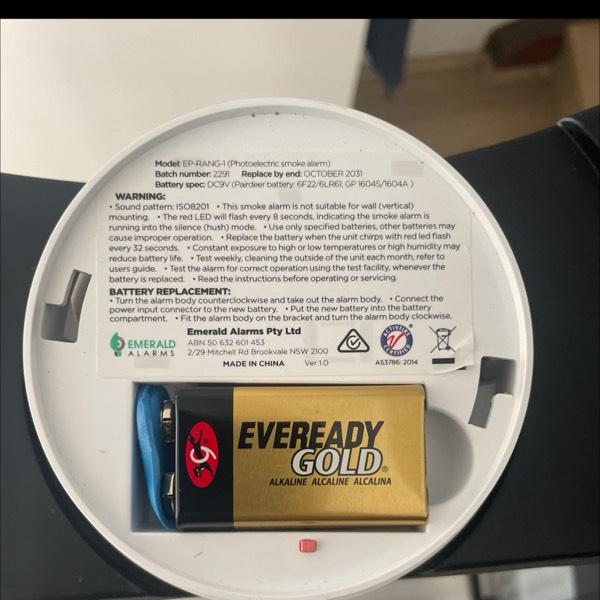 Model: EP-RANG-1 (Photoelectric smoke alarm)
Batch number: 2291 Replace by end: OCTOBER 2031
Battery spec: DC9V (Pairdeer battery: 6F22/6LR61; GP 1604S/1604A )
WARNING:
• Sound pattern: ISO8201 • This smoke alarm is not suitable for wall (vertical)
mounting. • The red LED will flash every 8 seconds, indicating the smoke alarm is
running into the silence (hush) mode. • Use only specified batteries, other batteries may
cause improper operation. • Replace the battery when the unit chirps with red led flash
every 32 seconds. • Constant exposure to high or low temperatures or high humidity may
reduce battery life. • Test weekly, cleaning the outside of the unit each month, refer to
users guide. • Test the alarm for correct operation using the test facility, whenever the
battery is replaced. • Read the instructions before operating or servicing.
BATTERY REPLACEMENT:
• Turn the alarm body counterclockwise and take out the alarm body. • Connect the
power input connector to the new battery. • Put the new battery into the battery
compartment. • Fit the alarm body on the bracket and turn the alarm body clockwise.
EMERALD
ALARMS
Emerald Alarms Pty Ltd
ABN 50 632 601 453
2/29 Mitchell Rd Brookvale NSW 2100
MADE IN CHINA Ver:1.0
ACTIVFIRE
CERTIFIED
AS3786: 2014
9
EVEREADY
GOLD®
ALKALINE ALCALINE ALCALINA